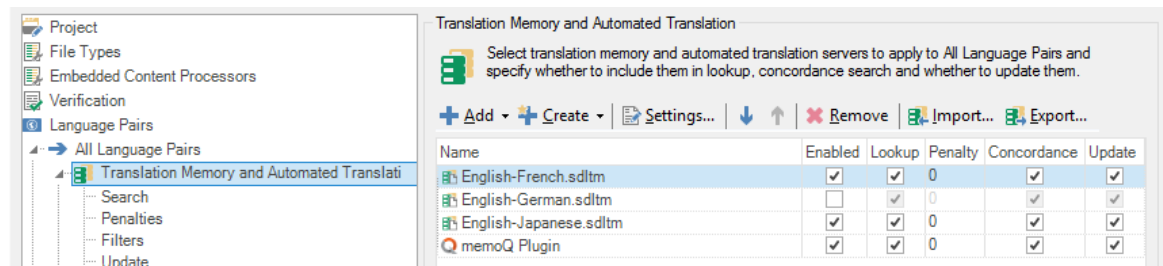 Project
File Types
Embedded Content Processors
Verification
Language Pairs
All Language Pairs
Translation Memory and Automated Translati
Search
Penalties
Filters
Update
Translation Memory and Automated Translation
Select translation memory and automated translation servers to apply to All Language Pairs and
specify whether to include them in lookup, concordance search and whether to update them.
Add Create Settings... Remove Import... Export...
Name Enabled Lookup Penalty Concordance Update
English-French.sdltm 0
English-German.sdltm 0
English-Japanese.sdltm 0
memoQ Plugin 0